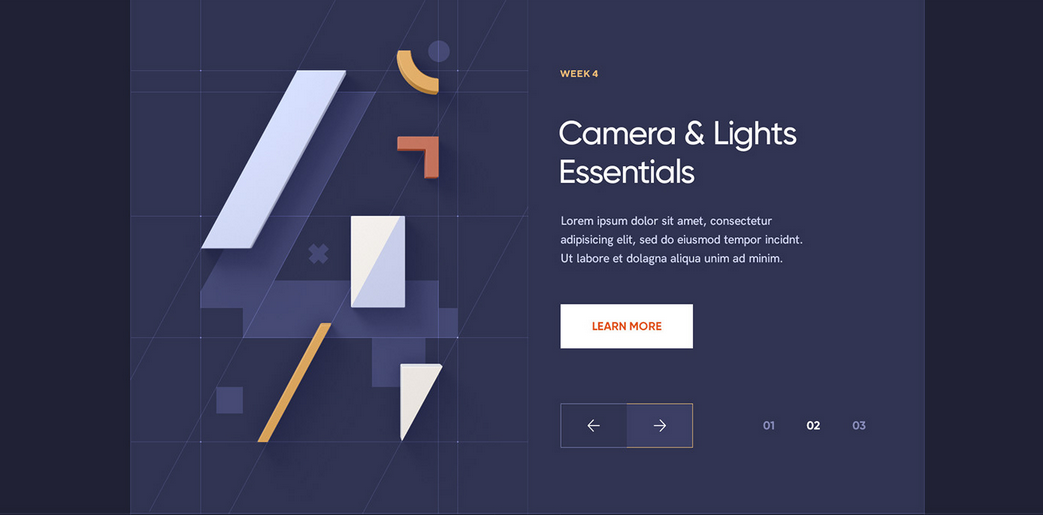 WEEK 4
Camera & Lights
Essentials
Lorem ipsum dolor sit amet, consectetur
adipisicing elit, sed do eiusmod tempor incidnt.
Ut labore et dolagna aliqua unim ad minim.
LEARN MORE
01 02 03